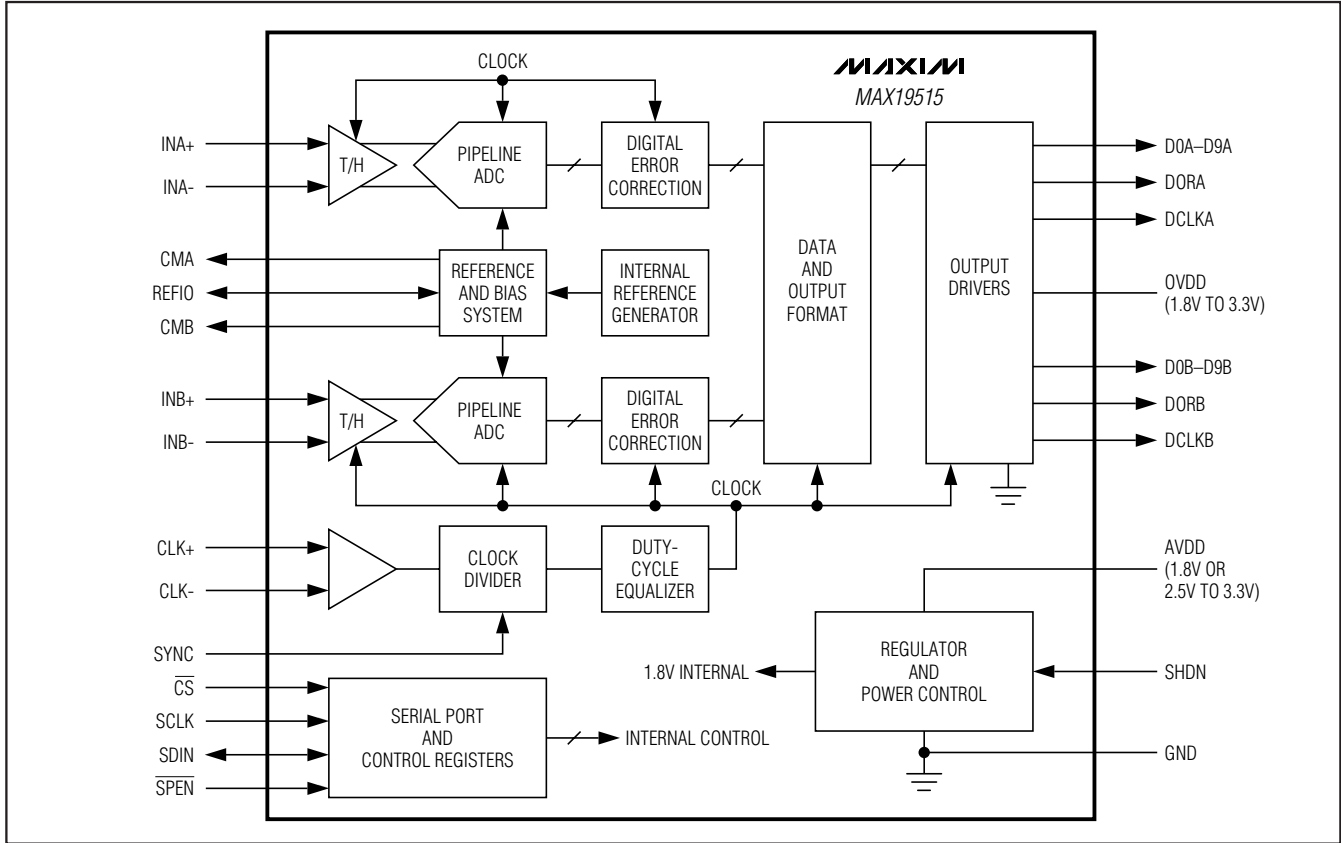 CLOCK
MAXIM
MAX19515
INA+
INA-
T/H
PIPELINE
ADC
DIGITAL
ERROR
CORRECTION
DATA
AND
OUTPUT
FORMAT
OUTPUT
DRIVERS
D0A–D9A
DORA
DCLKA
CMA
REFIO
CMB
REFERENCE
AND BIAS
SYSTEM
INTERNAL
REFERENCE
GENERATOR
OVDD
(1.8V TO 3.3V)
INB+
INB-
T/H
PIPELINE
ADC
DIGITAL
ERROR
CORRECTION
D0B–D9B
DORB
DCLKB
CLOCK
CLK+
CLK-
CLOCK
DIVIDER
DUTY-
CYCLE
EQUALIZER
AVDD
(1.8V OR
2.5V TO 3.3V)
SYNC
CS
SCLK
SDIN
SPEN
SERIAL PORT
AND
CONTROL REGISTERS
INTERNAL CONTROL
1.8V INTERNAL
REGULATOR
AND
POWER CONTROL
SHDN
GND